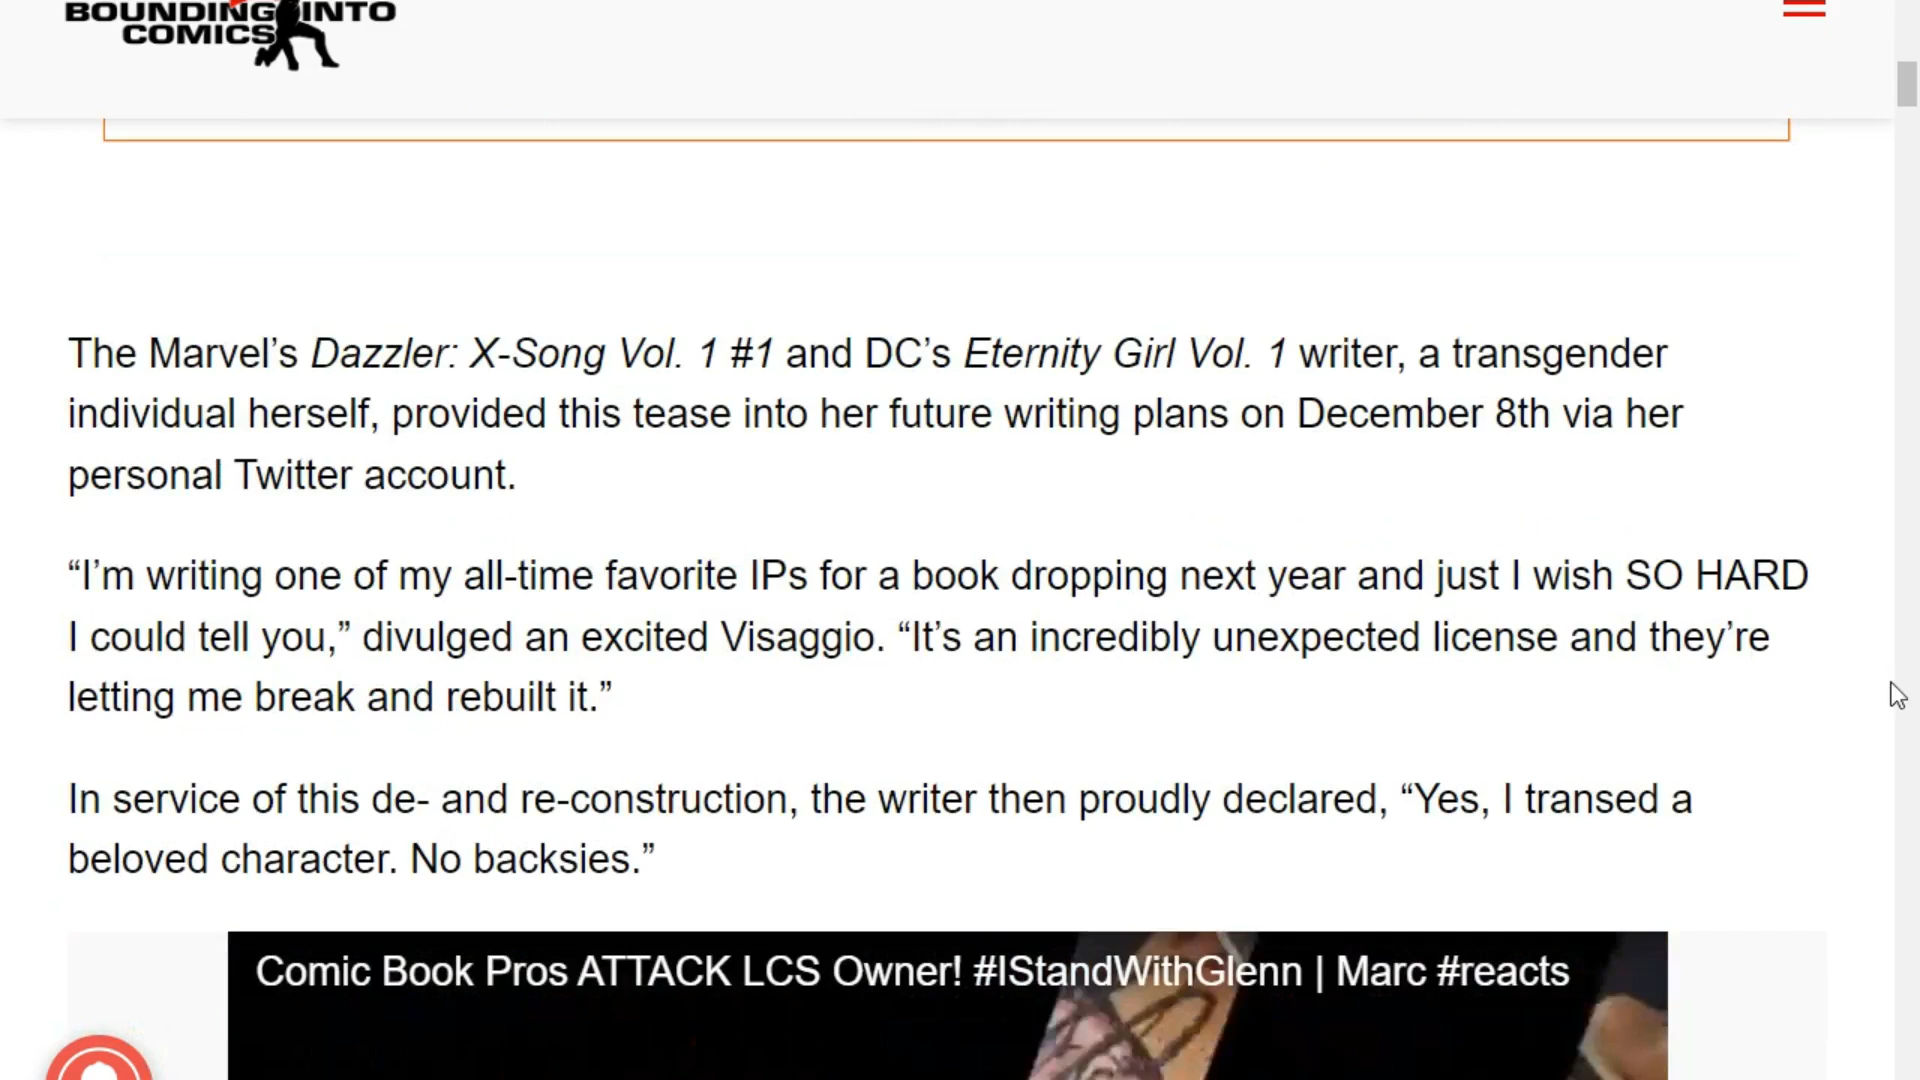 BOUNDING INTO
COMICS
The Marvel’s Dazzler: X-Song Vol. 1 #1 and DC’s Eternity Girl Vol. 1 writer, a transgender
individual herself, provided this tease into her future writing plans on December 8th via her
personal Twitter account.
“I’m writing one of my all-time favorite IPs for a book dropping next year and just I wish SO HARD
I could tell you,” divulged an excited Visaggio. “It’s an incredibly unexpected license and they’re
letting me break and rebuilt it.”
In service of this de- and re-construction, the writer then proudly declared, “Yes, I transed a
beloved character. No backsies.”
Comic Book Pros ATTACK LCS Owner! #IStandWithGlenn | Marc #reacts